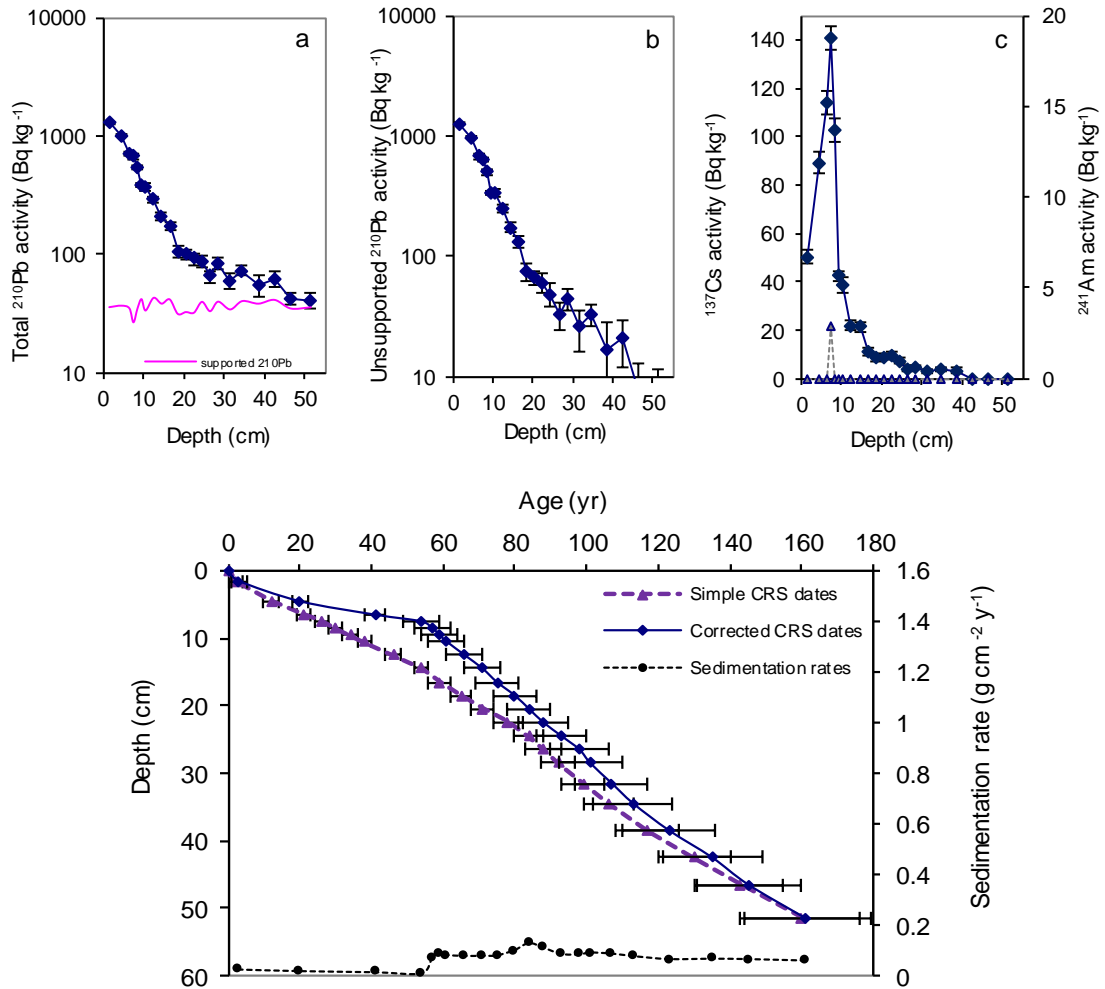 a
10000
1000
100
10
Total ²¹⁰Pb activity (Bq kg⁻¹)
supported 210Pb
0 10 20 30 40 50
Depth (cm)
b
10000
1000
100
10
Unsupported ²¹⁰Pb activity (Bq kg⁻¹)
0 10 20 30 40 50
Depth (cm)
c
140
120
100
80
60
40
20
0
¹³⁷Cs activity (Bq kg⁻¹)
20
15
10
5
0
²⁴¹Am activity (Bq kg⁻¹)
0 10 20 30 40 50
Depth (cm)
Age (yr)
0 20 40 60 80 100 120 140 160 180
0
10
20
30
40
50
60
Depth (cm)
Simple CRS dates
Corrected CRS dates
Sedimentation rates
1.6
1.4
1.2
1
0.8
0.6
0.4
0.2
0
Sedimentation rate (g cm⁻² y⁻¹)